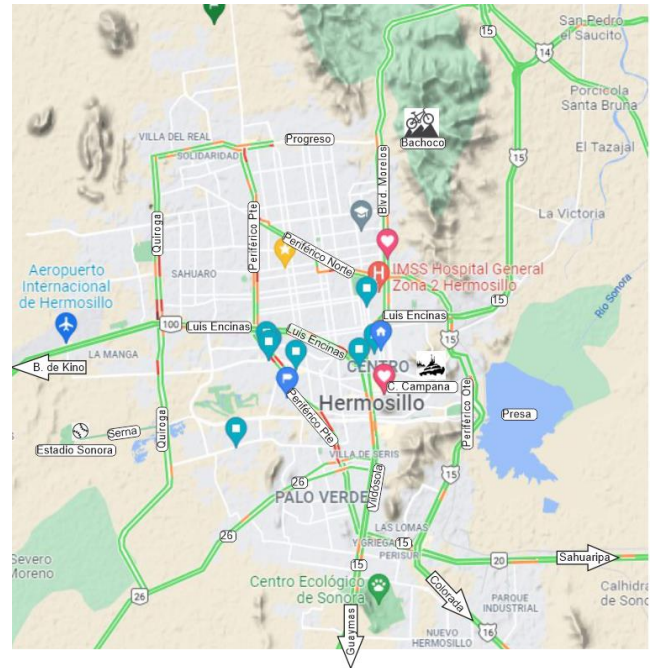 San Pedro
el Saucito
15
14
Porcicola
Santa Bruna
Bachoco
VILLA DEL REAL
Progreso
SOLIDARIDAD
El Tazajal
15
Blvd. Morelos
Quiroga
Periférico Pte
La Victoria
Periférico Norte
Aeropuerto
Internacional
de Hermosillo
SAHUARO
IMSS Hospital General
Zona 2 Hermosillo
H
15
Río Sonora
100
Luis Encinas
Luis Encinas
Luis Encinas
LA MANGA
B. de Kino
CENTRO
C. Campana
Hermosillo
Periférico Ote
Presa
Periférico Pte
Serna
Quiroga
Estadio Sonora
VILLA DE SERIS
15
26
Vildósola
PALO VERDE
LAS LOMAS
26
Y GRIEGA
15
PERISUR
Severo
Moreno
15
20
Sahuaripa
Centro Ecológico
de Sonora
Colorada
26
PARQUE
INDUSTRIAL
Calhidra
de Sono
Guaymas
NUEVO
HERMOSILLO
16